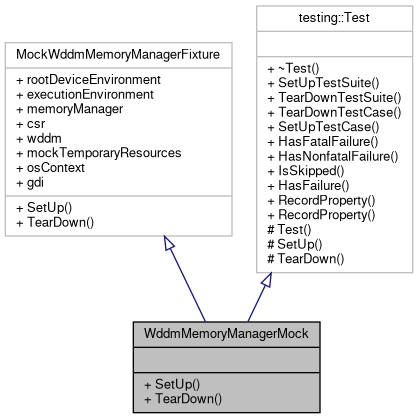 MockWddmMemoryManagerFixture
+ rootDeviceEnvironment
+ executionEnvironment
+ memoryManager
+ csr
+ wddm
+ mockTemporaryResources
+ osContext
+ gdi
+ SetUp()
+ TearDown()
testing::Test
+ ~Test()
+ SetUpTestSuite()
+ TearDownTestSuite()
+ TearDownTestCase()
+ SetUpTestCase()
+ HasFatalFailure()
+ HasNonfatalFailure()
+ IsSkipped()
+ HasFailure()
+ RecordProperty()
+ RecordProperty()
# Test()
# SetUp()
# TearDown()
WddmMemoryManagerMock
+ SetUp()
+ TearDown()